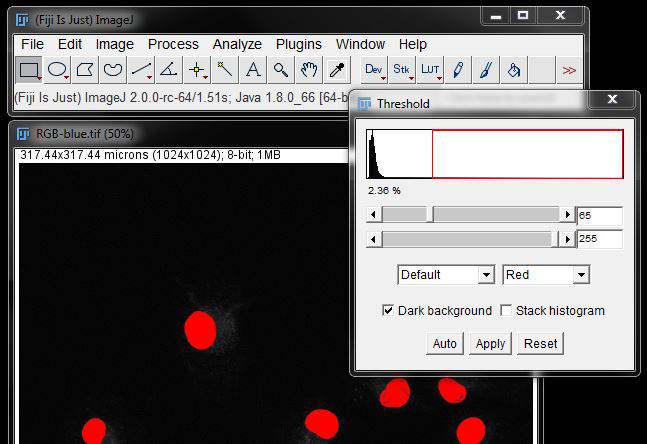 (Fiji Is Just) ImageJ
File Edit Image Process Analyze Plugins Window Help
A Dev Stk LUT >>
(Fiji Is Just) ImageJ 2.0.0-rc-64/1.51s; Java 1.8.0_66 [64-b
Threshold
RGB-blue.tif (50%)
317.44x317.44 microns (1024x1024); 8-bit; 1MB
2.36 %
65
255
Default Red
Dark background Stack histogram
Auto Apply Reset